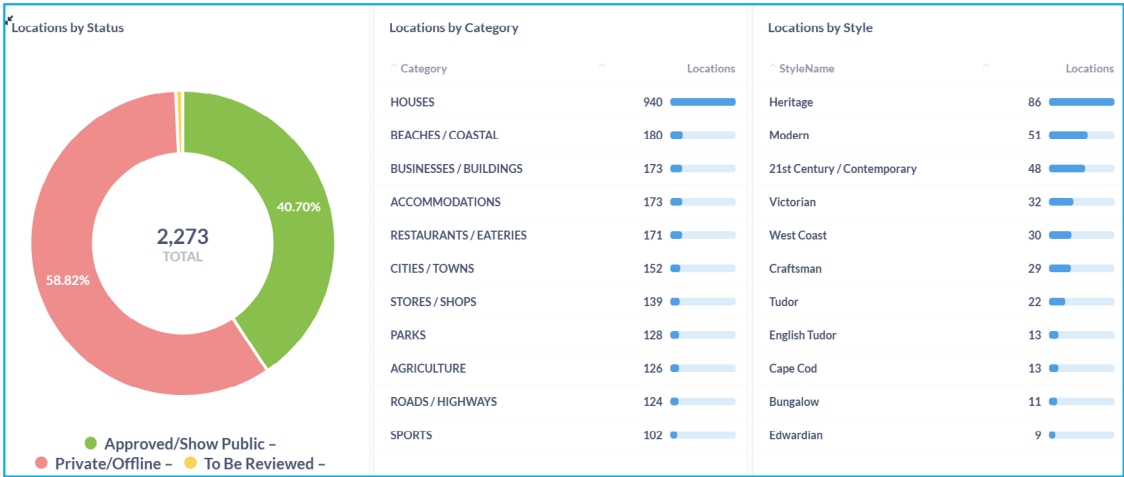 Locations by Status
40.70%
2,273
TOTAL
58.82%
Approved/Show Public –
Private/Offline – To Be Reviewed –
Locations by Category
Category Locations
HOUSES 940
BEACHES / COASTAL 180
BUSINESSES / BUILDINGS 173
ACCOMMODATIONS 173
RESTAURANTS / EATERIES 171
CITIES / TOWNS 152
STORES / SHOPS 139
PARKS 128
AGRICULTURE 126
ROADS / HIGHWAYS 124
SPORTS 102
Locations by Style
StyleName Locations
Heritage 86
Modern 51
21st Century / Contemporary 48
Victorian 32
West Coast 30
Craftsman 29
Tudor 22
English Tudor 13
Cape Cod 13
Bungalow 11
Edwardian 9